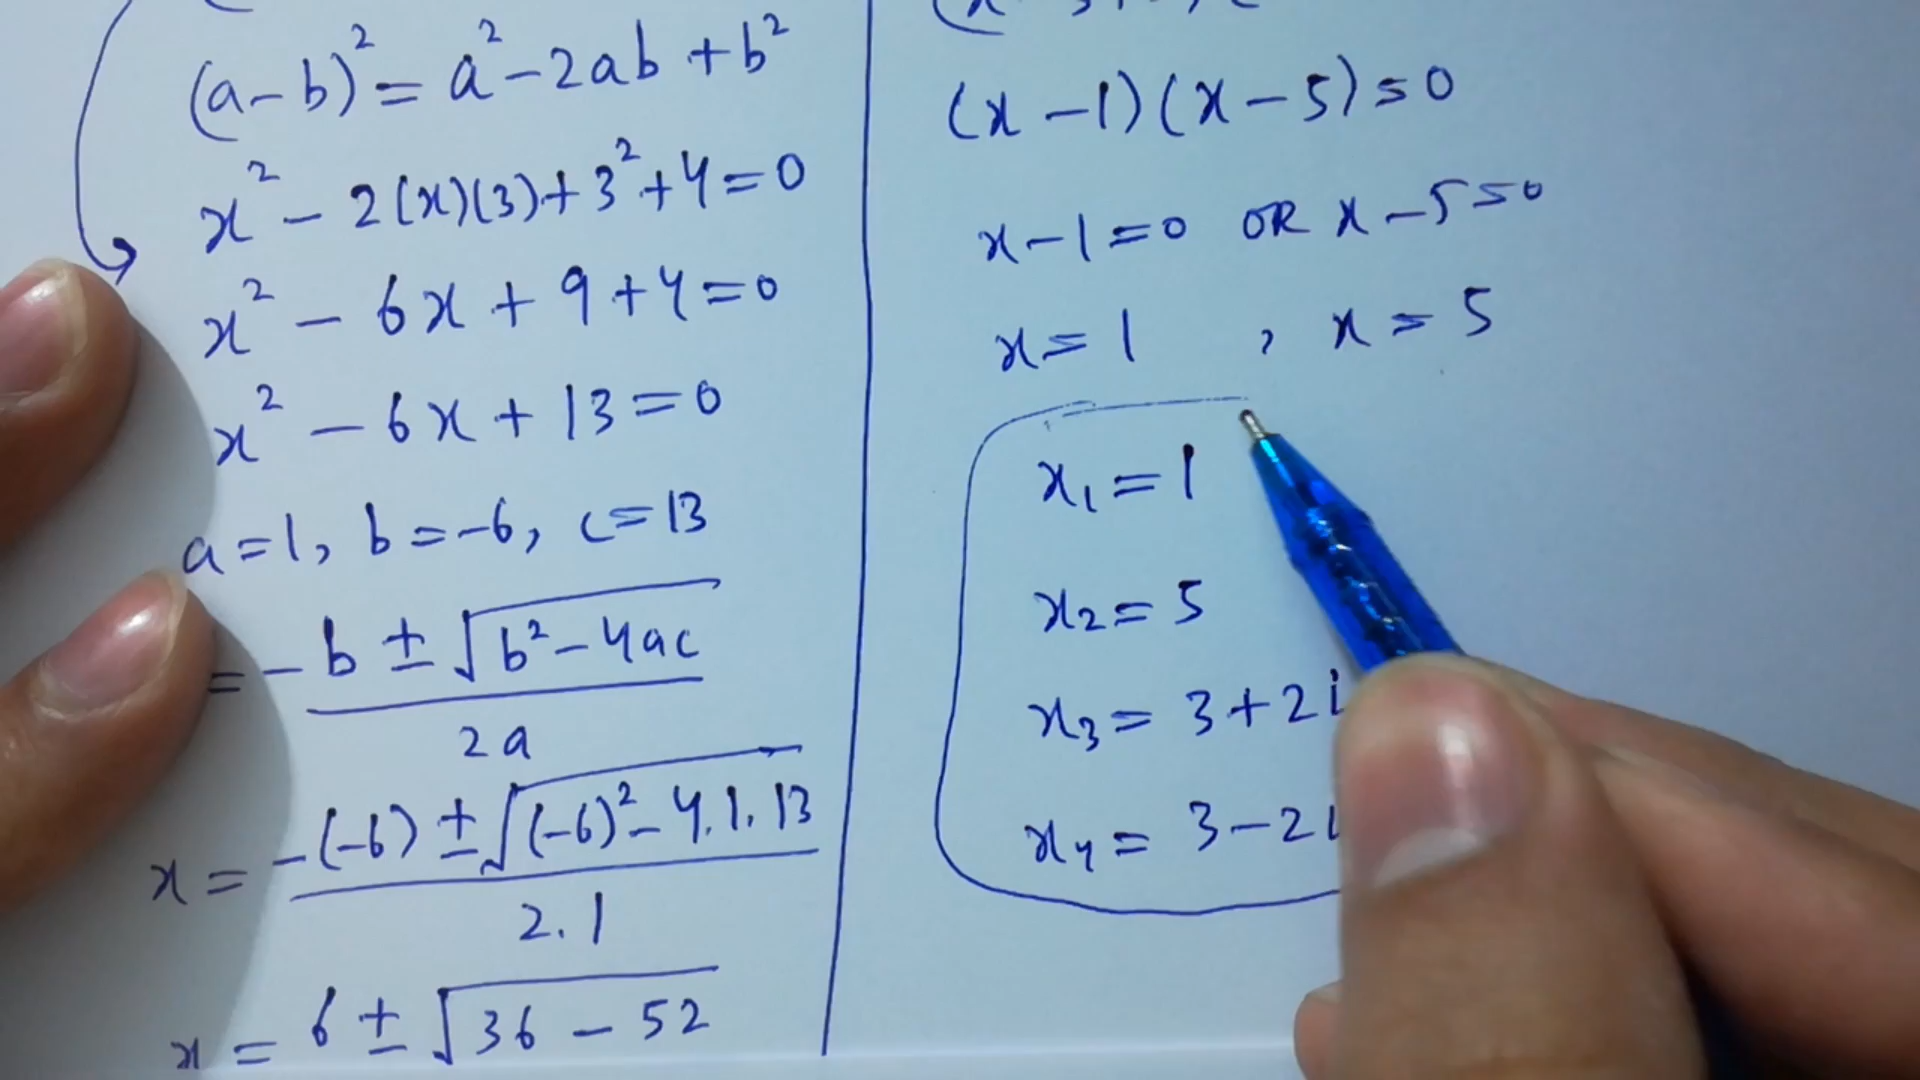 (a-b)² = a² - 2ab + b²
x² - 2(x)(3) + 3² + 4 = 0
x² - 6x + 9 + 4 = 0
x² - 6x + 13 = 0
a = 1, b = -6, c = 13
= -b ± √b² - 4ac
2a
x = -(-6) ± √(-6)² - 4.1.13
2.1
x = 6 ± √36 - 52
(x - 1)(x - 5) = 0
x - 1 = 0 OR x - 5 = 0
x = 1 , x = 5
x₁ = 1
x₂ = 5
x₃ = 3 + 2i
x₄ = 3 - 2i